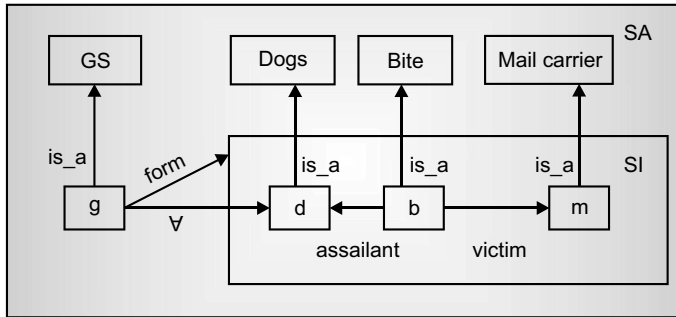 SA
GS
Dogs
Bite
Mail carrier
is_a
form
is_a
is_a
is_a
SI
g
d
b
m
∀
assailant
victim